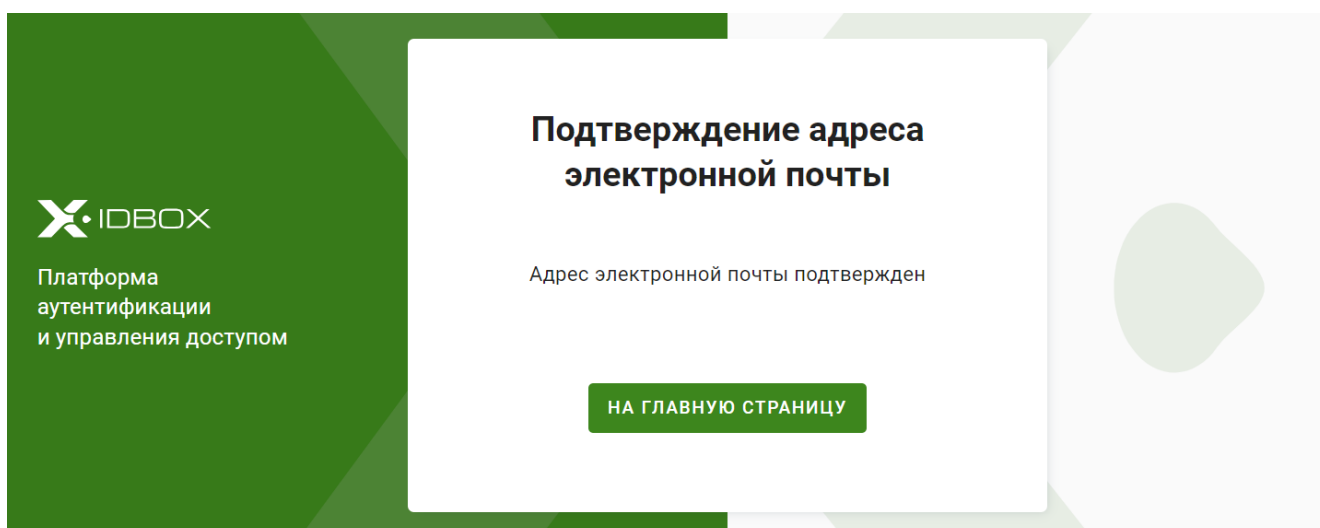 IDBOX
Платформа
аутентификации
и управления доступом
Подтверждение адреса
электронной почты
Адрес электронной почты подтвержден
НА ГЛАВНУЮ СТРАНИЦУ